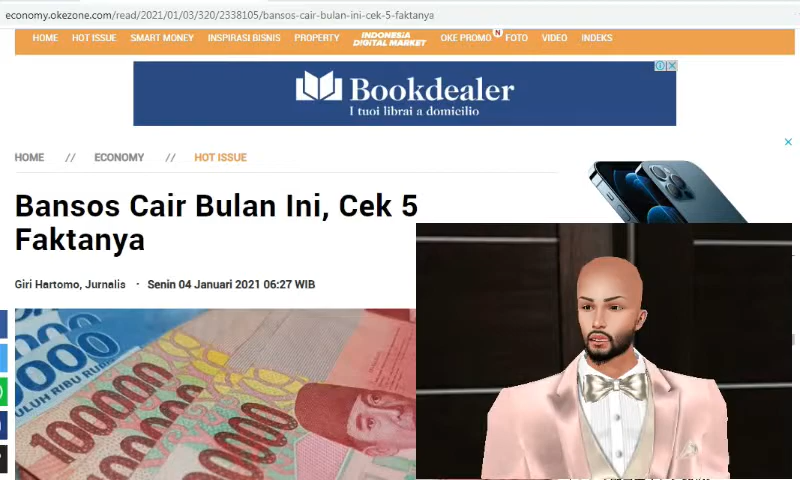 economy.okezone.com/read/2021/01/03/320/2338105/bansos-cair-bulan-ini-cek-5-faktanya
HOME HOT ISSUE SMART MONEY INSPIRASI BISNIS PROPERTY INDONESIA DIGITAL MARKET OKE PROMO N FOTO VIDEO INDEKS
Bookdealer
I tuoi librai a domicilio
HOME // ECONOMY // HOT ISSUE
Bansos Cair Bulan Ini, Cek 5
Faktanya
Giri Hartomo, Jurnalis · Senin 04 Januari 2021 06:27 WIB
100000